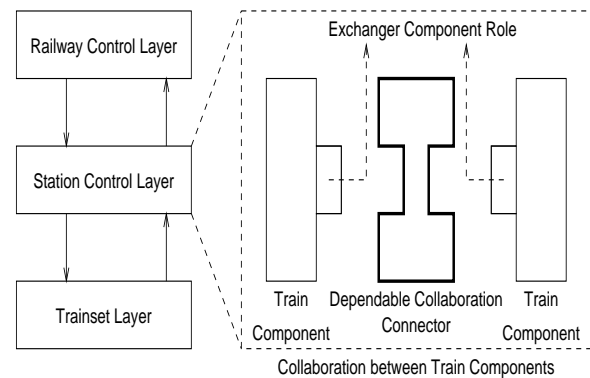 Railway Control Layer
Station Control Layer
Trainset Layer
Exchanger Component Role
Train
Component
Dependable Collaboration
Connector
Train
Component
Collaboration between Train Components